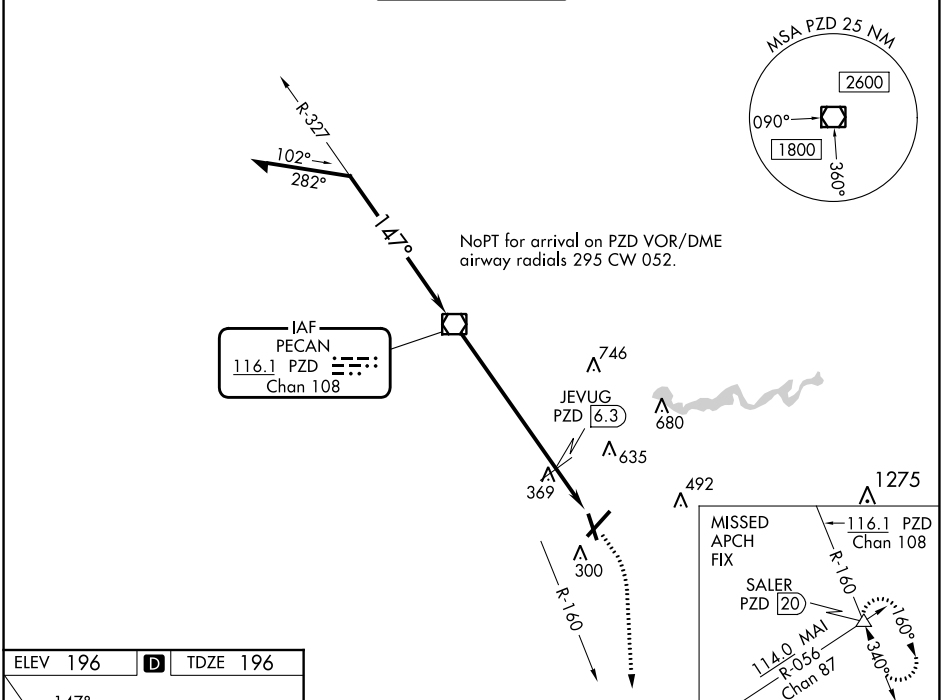 MSA PZD 25 NM
2600
090°
1800
360°
R-327
102°
282°
147°
NoPT for arrival on PZD VOR/DME
airway radials 295 CW 052.
IAF
PECAN
116.1 PZD
Chan 108
746
JEVUG
PZD 6.3
680
635
369
492
1275
300
R-160
MISSED
APCH
FIX
116.1 PZD
Chan 108
R-160
SALER
PZD 20
160°
340°
114.0 MAI
R-056
Chan 87
ELEV 196 D TDZE 196
147°